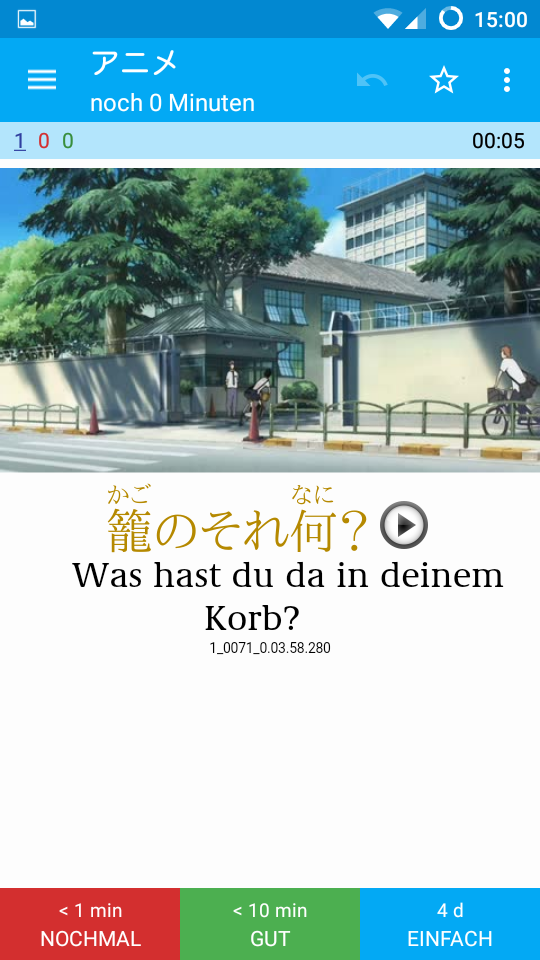 15:00
アニメ
noch 0 Minuten
1 0 0 00:05
かご なに
籠のそれ何？
Was hast du da in deinem
Korb?
1_0071_0.03.58.280
< 1 min < 10 min 4 d
NOCHMAL GUT EINFACH